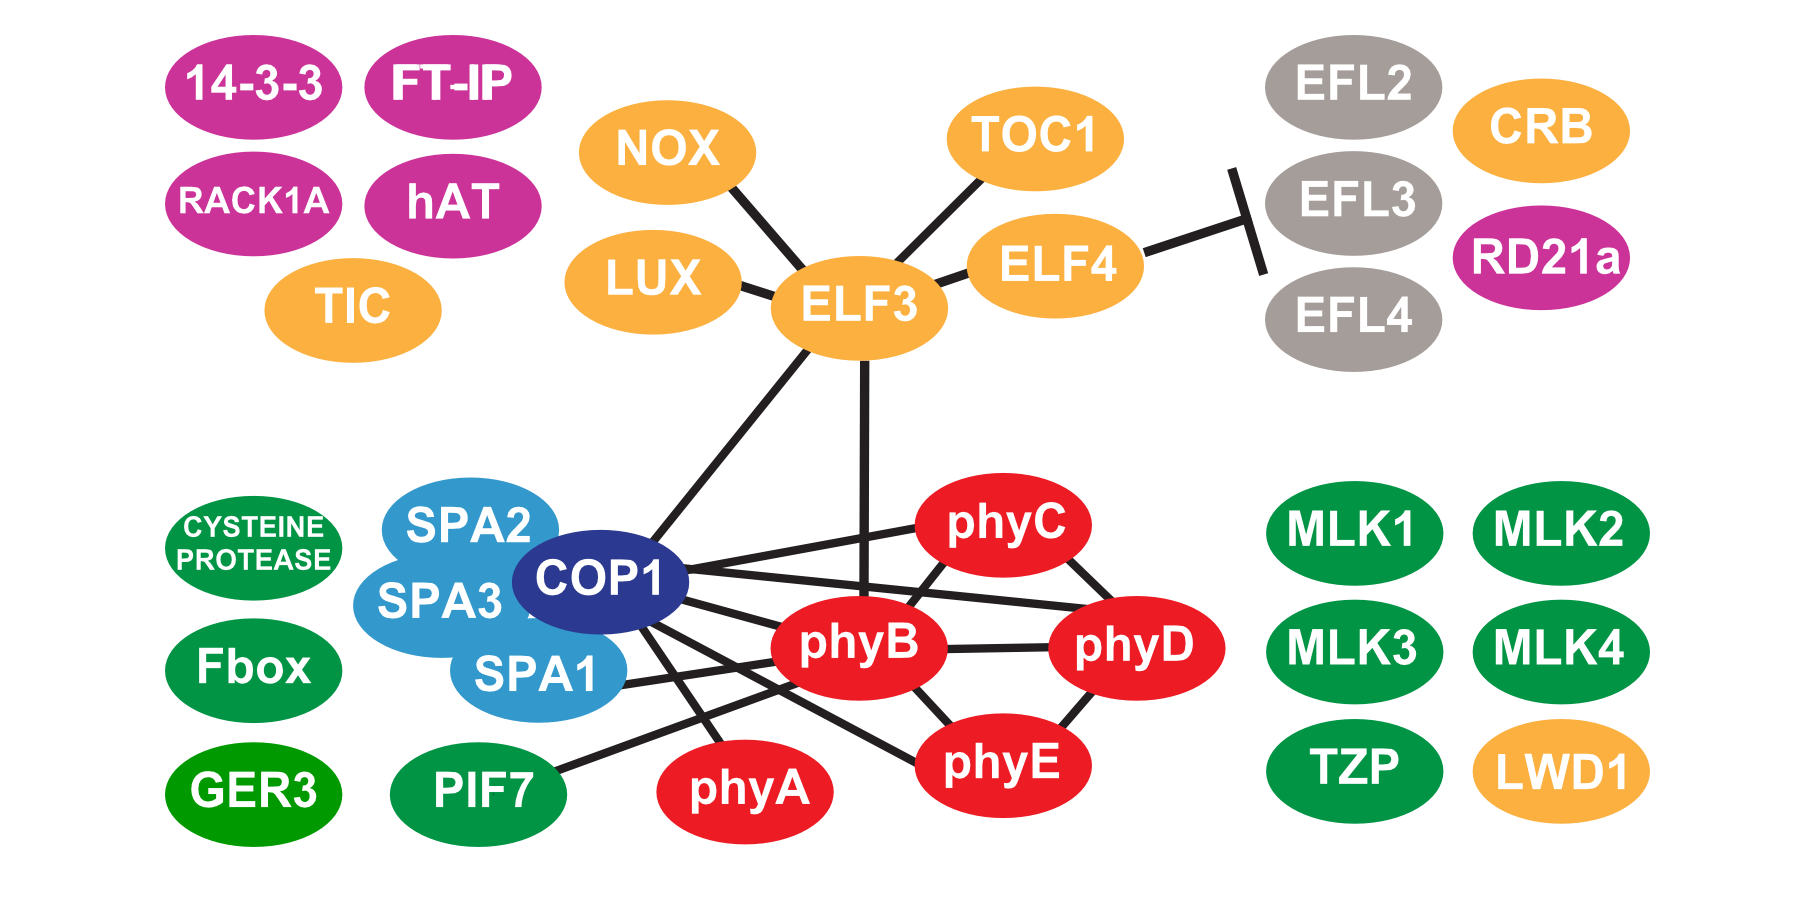 14-3-3
FT-IP
RACK1A
hAT
TIC
NOX
LUX
TOC1
ELF4
ELF3
EFL2
CRB
EFL3
RD21a
EFL4
CYSTEINE
PROTEASE
Fbox
GER3
SPA2
SPA3
COP1
SPA1
PIF7
phyA
phyC
phyB
phyD
phyE
MLK1
MLK2
MLK3
MLK4
TZP
LWD1